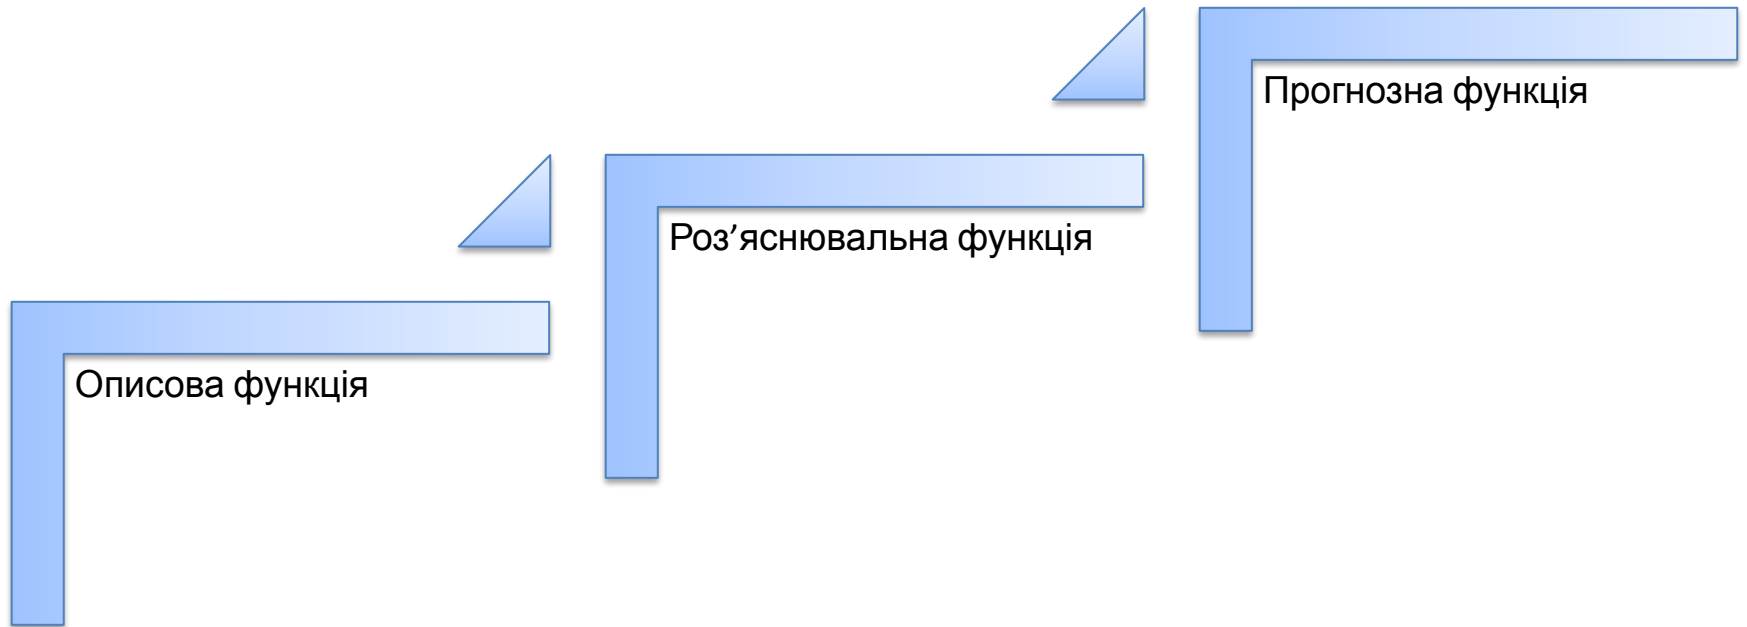 Прогнозна функція
Роз’яснювальна функція
Описова функція